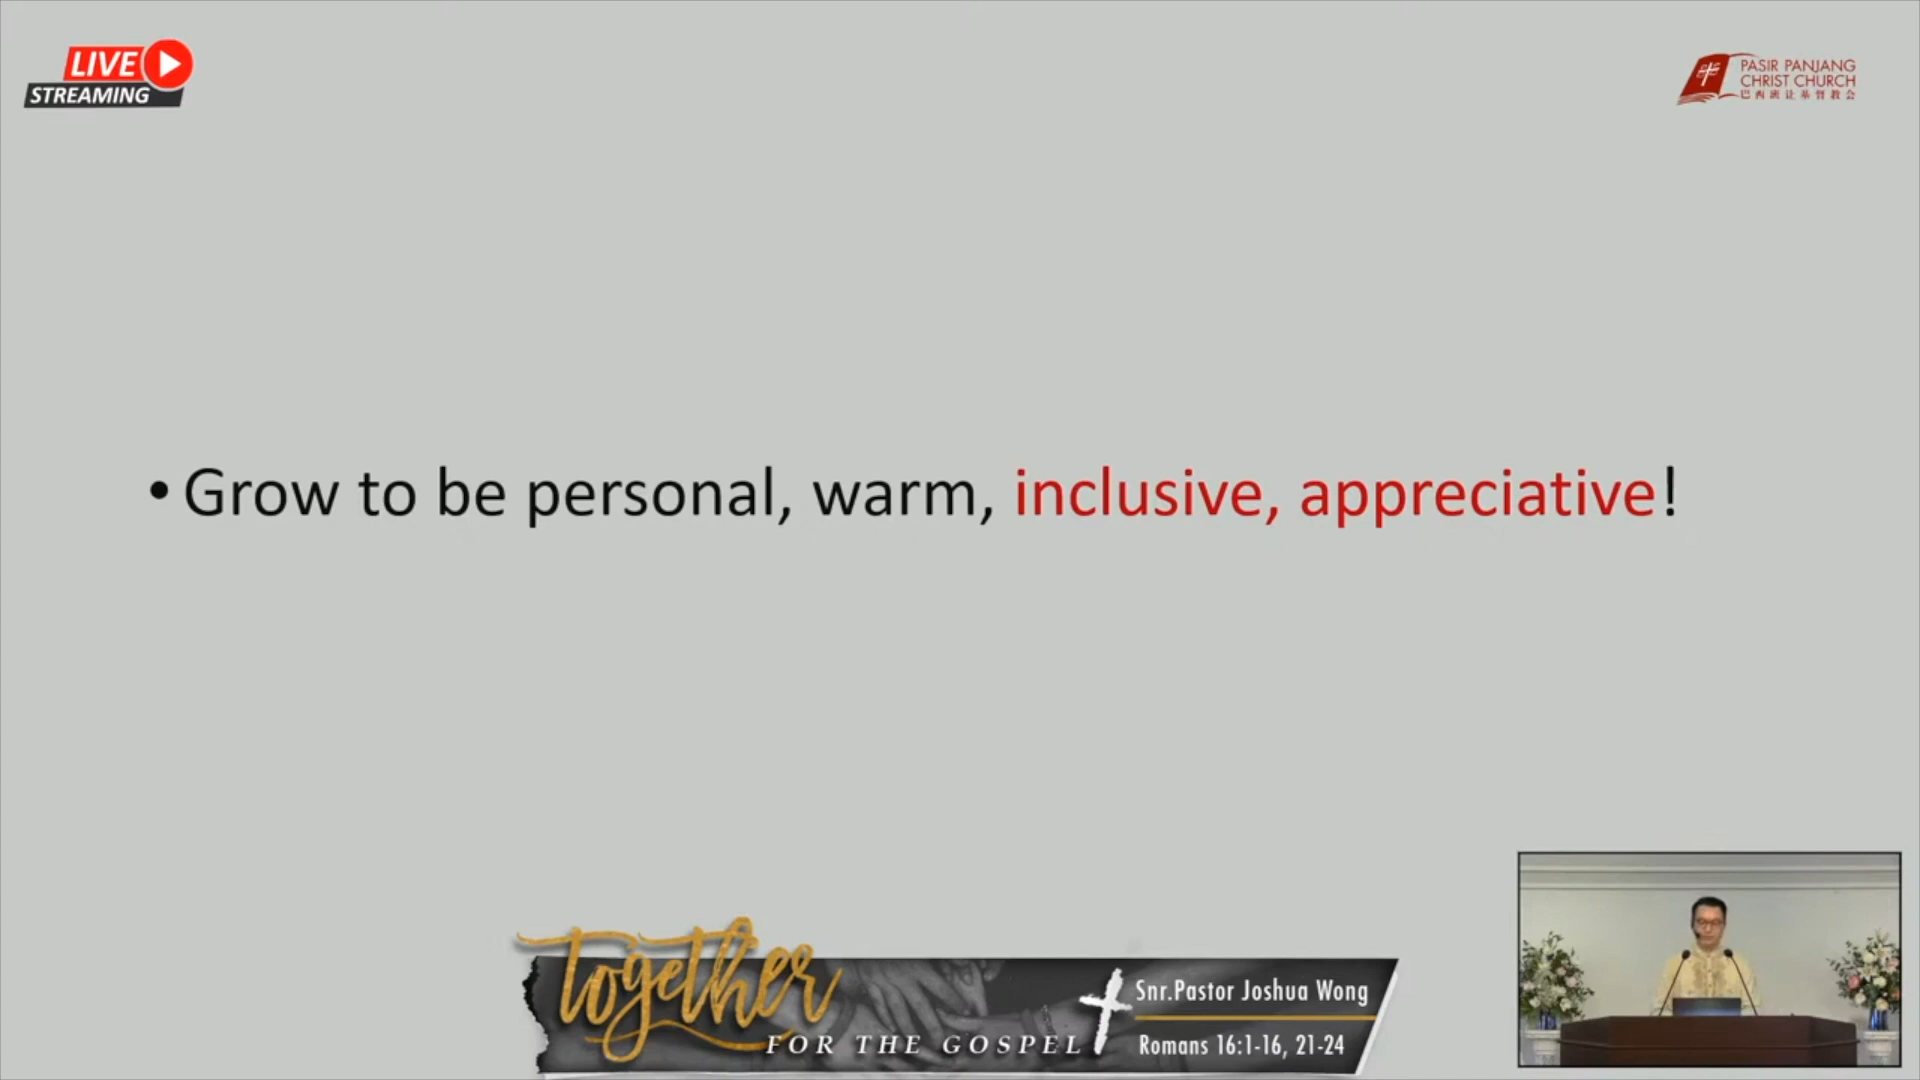 LIVE
STREAMING
PASIR PANJANG
CHRIST CHURCH
巴西班让基督教会
• Grow to be personal, warm, inclusive, appreciative!
together
FOR THE GOSPEL
Snr.Pastor Joshua Wong
Romans 16:1-16, 21-24